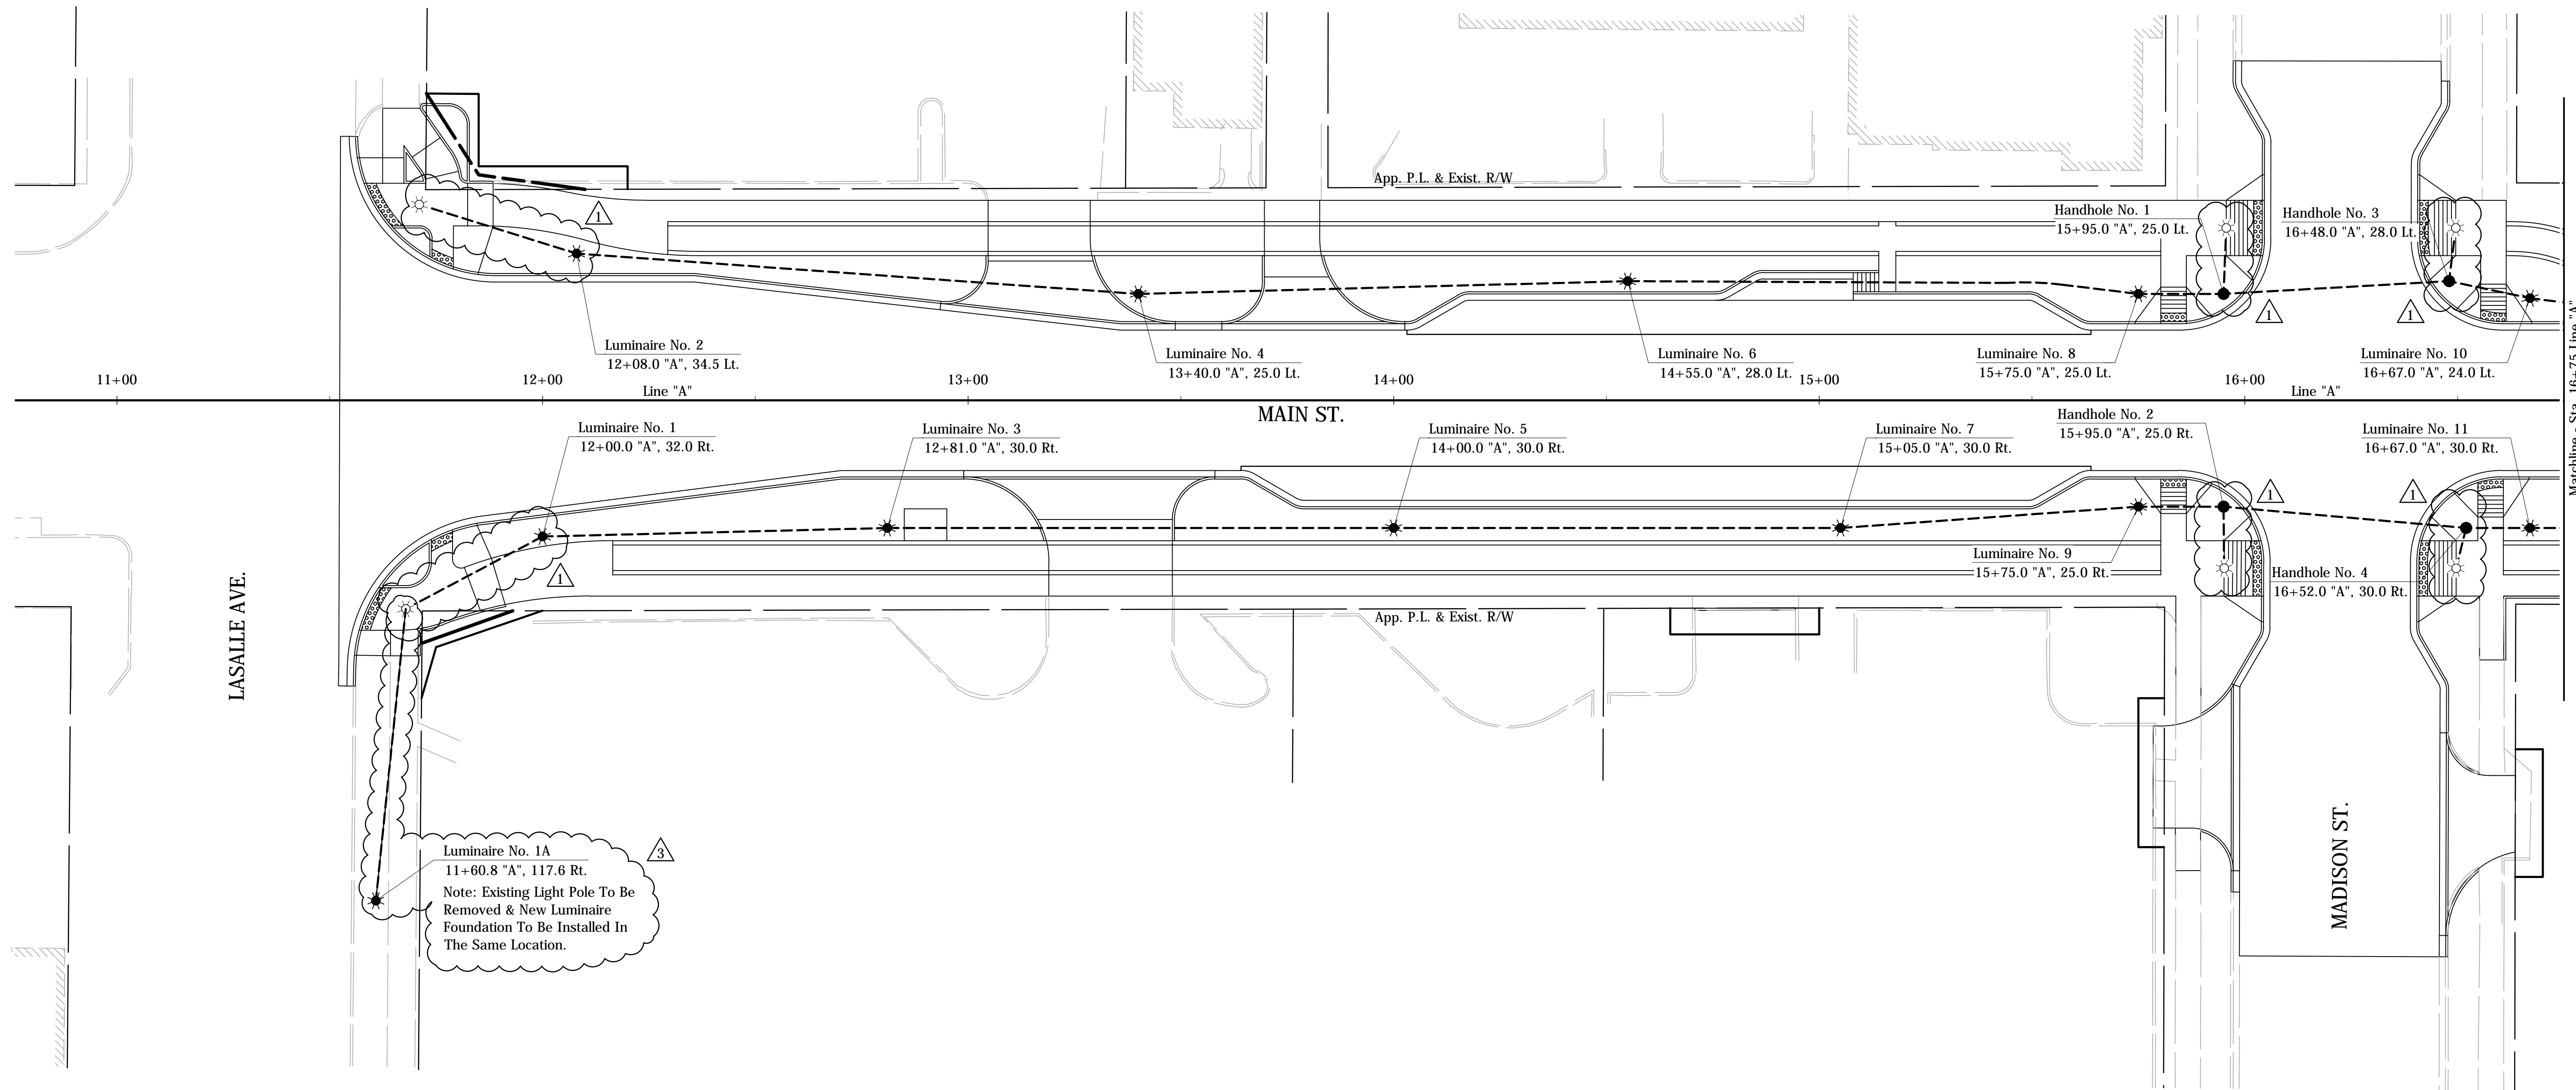 App. P.L. & Exist. R/W
1
Handhole No. 1
15+95.0 "A", 25.0 Lt.
Handhole No. 3
16+48.0 "A", 28.0 Lt.
1
1
Luminaire No. 2
12+08.0 "A", 34.5 Lt.
Luminaire No. 4
13+40.0 "A", 25.0 Lt.
Luminaire No. 6
14+55.0 "A", 28.0 Lt.
Luminaire No. 8
15+75.0 "A", 25.0 Lt.
Luminaire No. 10
16+67.0 "A", 24.0 Lt.
11+00
12+00
13+00
14+00
15+00
16+00
Line "A"
Line "A"
MAIN ST.
Matchline - Sta. 16+75 Line "A"
Luminaire No. 1
12+00.0 "A", 32.0 Rt.
Luminaire No. 3
12+81.0 "A", 30.0 Rt.
Luminaire No. 5
14+00.0 "A", 30.0 Rt.
Luminaire No. 7
15+05.0 "A", 30.0 Rt.
Handhole No. 2
15+95.0 "A", 25.0 Rt.
Luminaire No. 11
16+67.0 "A", 30.0 Rt.
1
1
1
Luminaire No. 9
15+75.0 "A", 25.0 Rt.
Handhole No. 4
16+52.0 "A", 30.0 Rt.
App. P.L. & Exist. R/W
LASALLE AVE.
MADISON ST.
3
Luminaire No. 1A
11+60.8 "A", 117.6 Rt.
Note: Existing Light Pole To Be
Removed & New Luminaire
Foundation To Be Installed In
The Same Location.